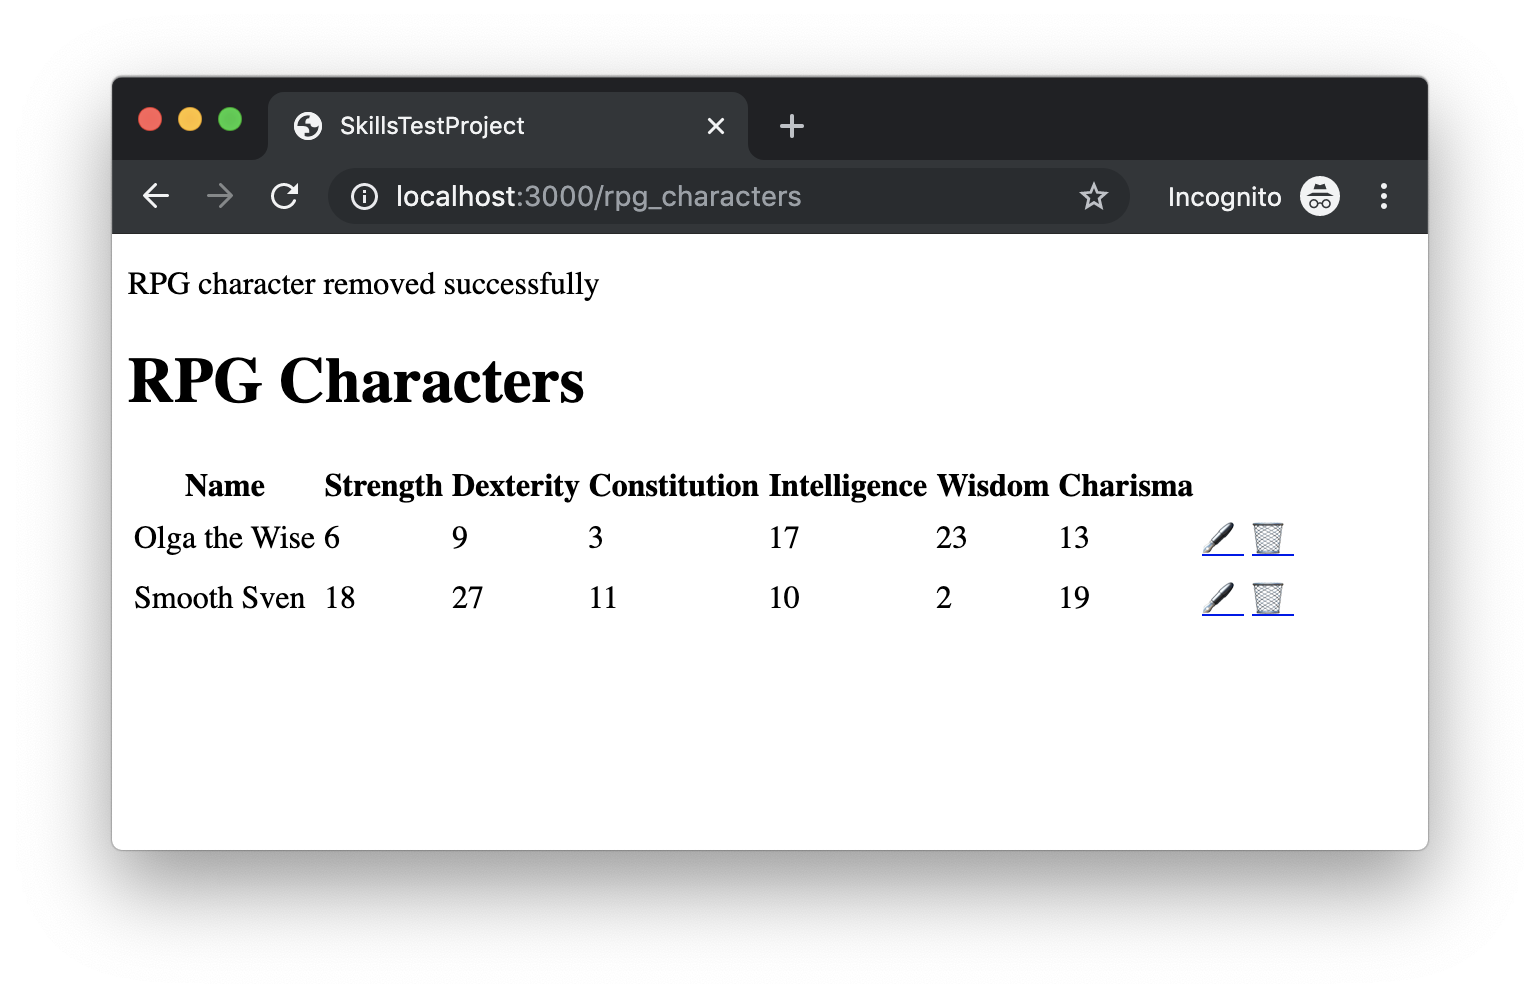 SkillsTestProject
localhost:3000/rpg_characters
Incognito
RPG character removed successfully
RPG Characters
Name Strength Dexterity Constitution Intelligence Wisdom Charisma
Olga the Wise 6 9 3 17 23 13
Smooth Sven 18 27 11 10 2 19